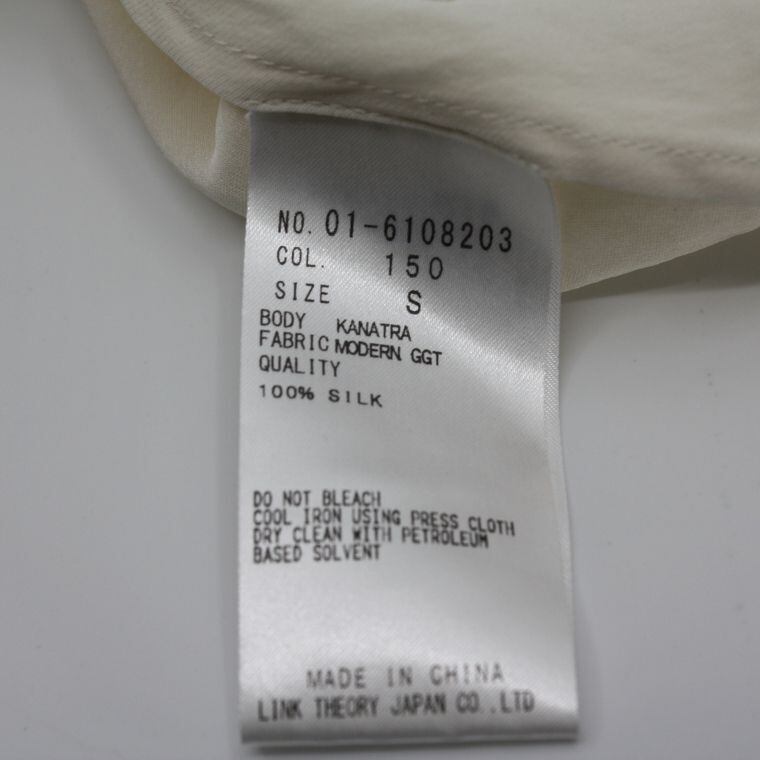 NO. 01-6108203
COL. 150
SIZE S
BODY KANATRA
FABRIC MODERN GGT
QUALITY
100% SILK
DO NOT BLEACH
COOL IRON USING PRESS CLOTH
DRY CLEAN WITH PETROLEUM
BASED SOLVENT
MADE IN CHINA
LINK THEORY JAPAN CO.,LTD